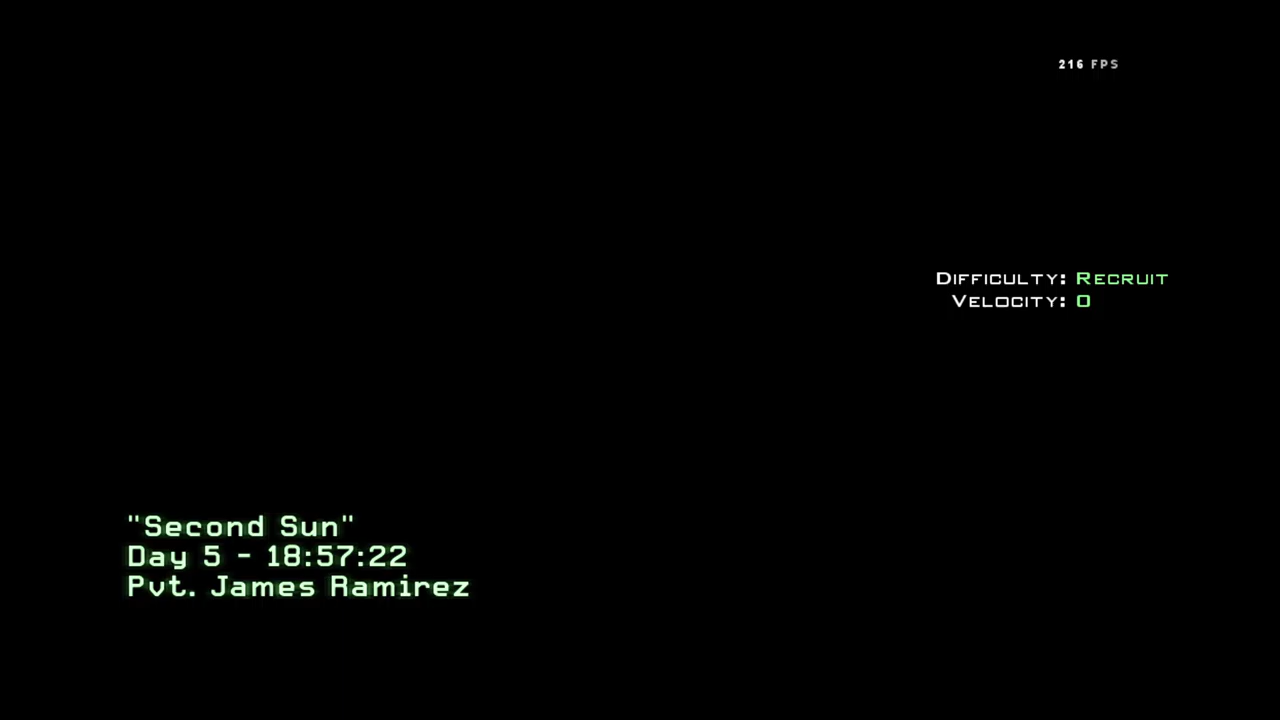 216 FPS
Difficulty: Recruit
Velocity: 0
"Second Sun"
Day 5 - 18:57:22
Pvt. James Ramirez